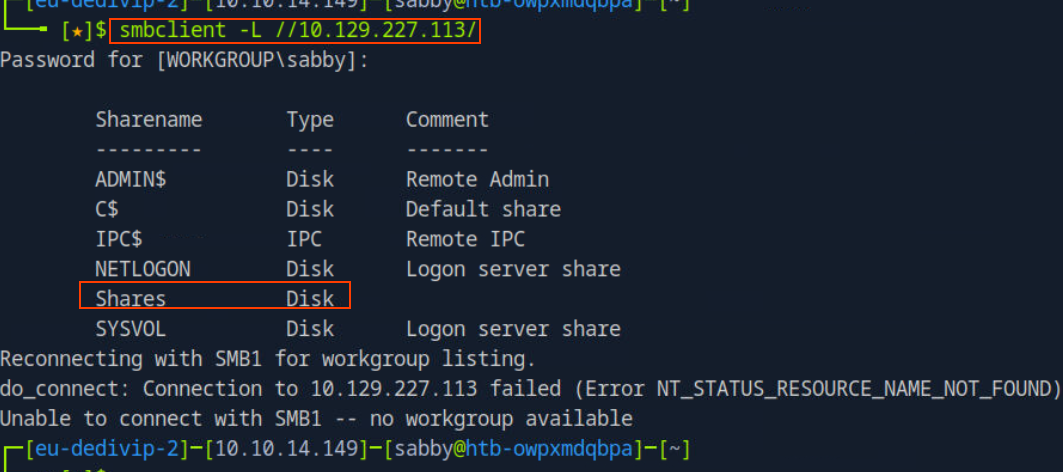 [eu-dedivip-2]-[10.10.14.149]-[sabby@htb-owpxmdqbpa]-[~]
[★]$ smbclient -L //10.129.227.113/
Password for [WORKGROUP\sabby]:
Sharename Type Comment
--------- ---- -------
ADMIN$ Disk Remote Admin
C$ Disk Default share
IPC$ IPC Remote IPC
NETLOGON Disk Logon server share
Shares Disk
SYSVOL Disk Logon server share
Reconnecting with SMB1 for workgroup listing.
do_connect: Connection to 10.129.227.113 failed (Error NT_STATUS_RESOURCE_NAME_NOT_FOUND)
Unable to connect with SMB1 -- no workgroup available
[eu-dedivip-2]-[10.10.14.149]-[sabby@htb-owpxmdqbpa]-[~]